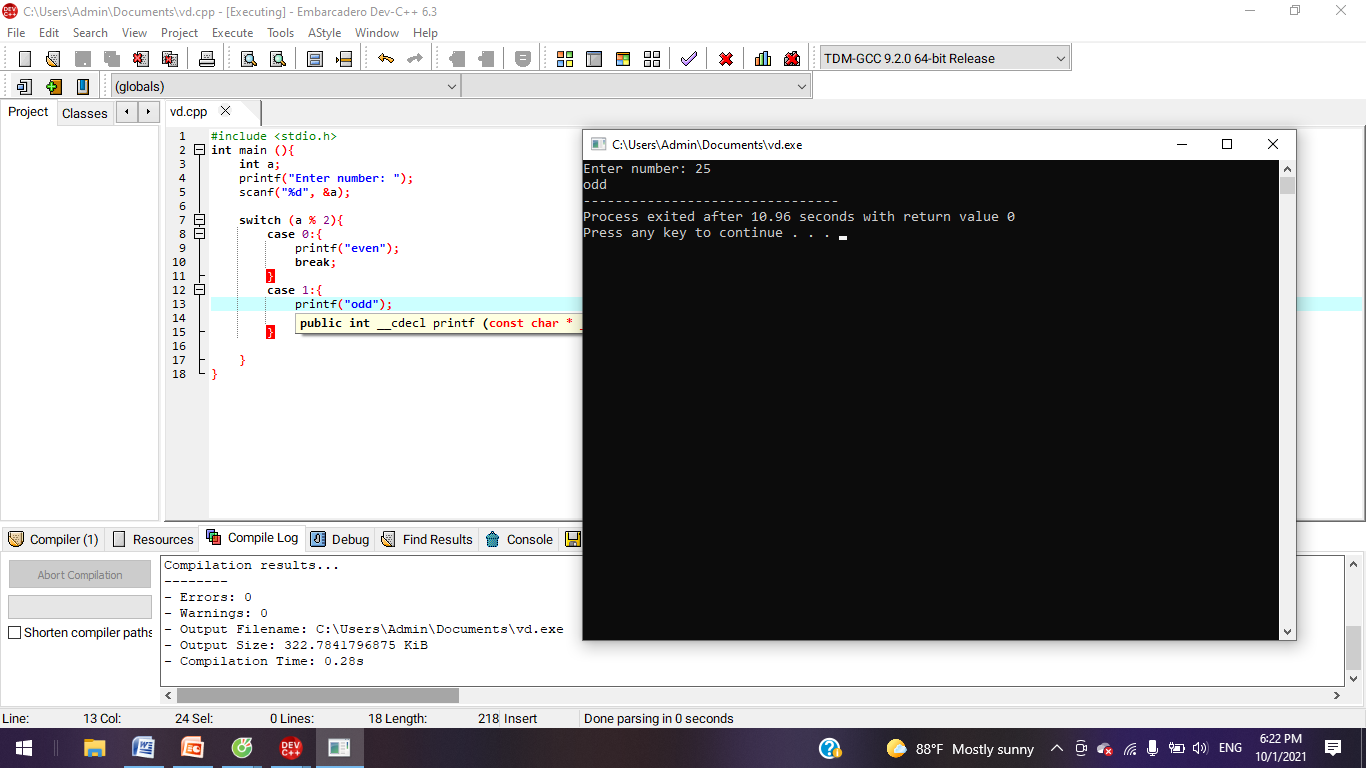 C:\Users\Admin\Documents\vd.cpp - [Executing] - Embarcadero Dev-C++ 6.3
File Edit Search View Project Execute Tools AStyle Window Help
TDM-GCC 9.2.0 64-bit Release
(globals)
Project Classes vd.cpp
1 #include <stdio.h>
2 int main (){
3 int a;
4 printf("Enter number: ");
5 scanf("%d", &a);
6
7 switch (a % 2){
8 case 0:{
9 printf("even");
10 break;
11 }
12 case 1:{
13 printf("odd");
14 public int __cdecl printf (const char * _
15 }
16
17 }
18 }
C:\Users\Admin\Documents\vd.exe
Enter number: 25
odd
--------------------------------
Process exited after 10.96 seconds with return value 0
Press any key to continue . . .
Compiler (1) Resources Compile Log Debug Find Results Console
Abort Compilation
Shorten compiler paths
Compilation results...
--------
- Errors: 0
- Warnings: 0
- Output Filename: C:\Users\Admin\Documents\vd.exe
- Output Size: 322.7841796875 KiB
- Compilation Time: 0.28s
Line: 13 Col: 24 Sel: 0 Lines: 18 Length: 218 Insert Done parsing in 0 seconds
DEV C++
88°F Mostly sunny
ENG
6:22 PM
10/1/2021